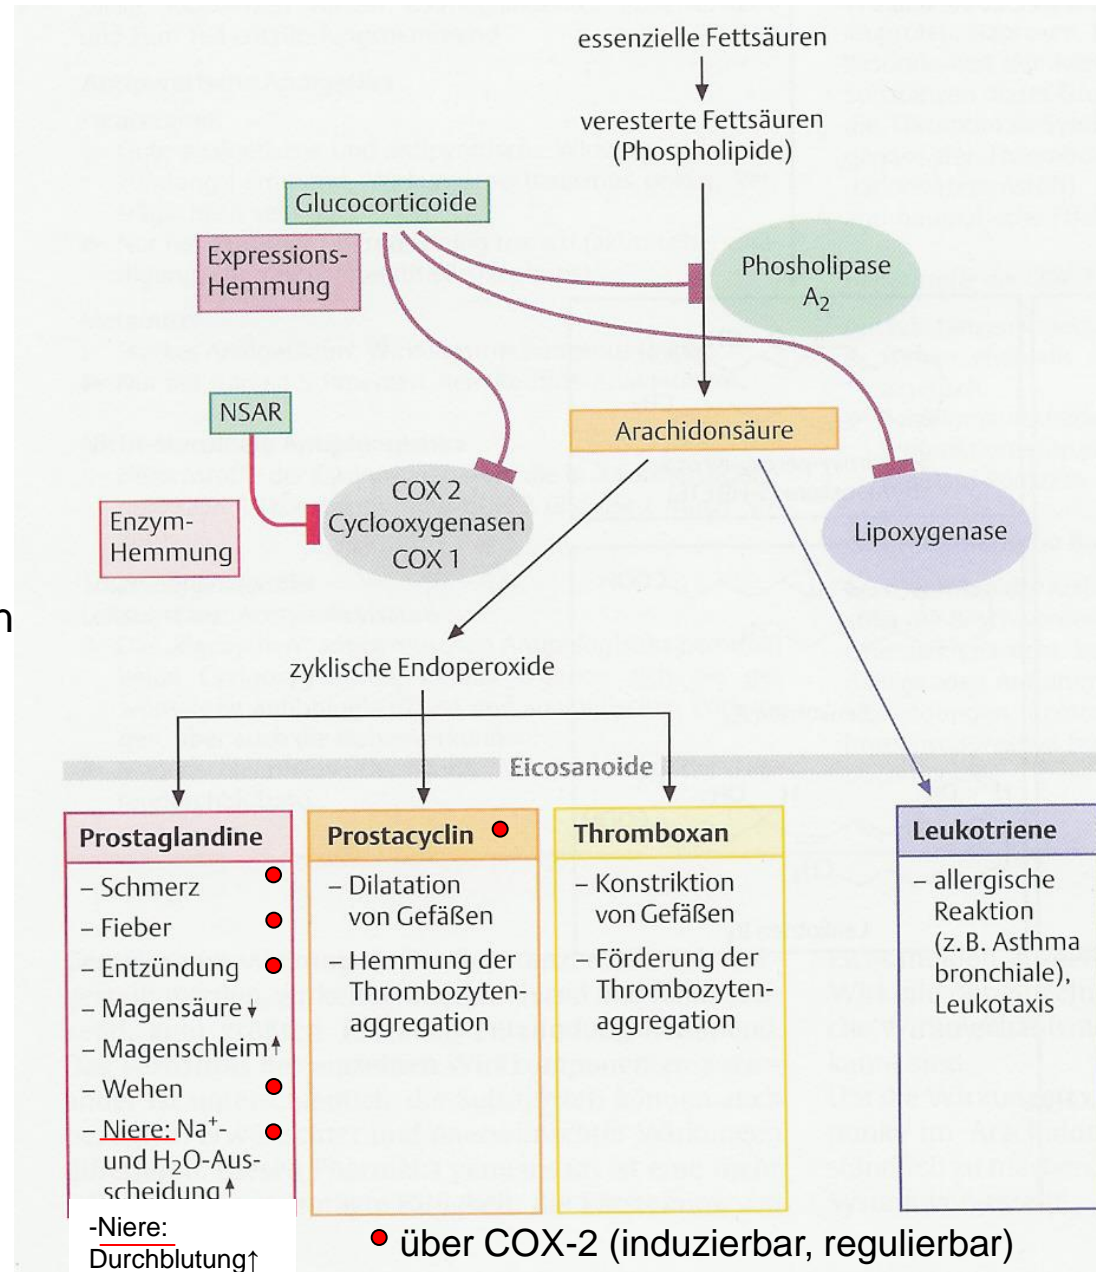 essenzielle Fettsäuren
veresterte Fettsäuren
(Phospholipide)
Glucocorticoide
Expressions-
Hemmung
Phosholipase
A₂
NSAR
Arachidonsäure
COX 2
Cyclooxygenasen
COX 1
Enzym-
Hemmung
Lipoxygenase
n
zyklische Endoperoxide
Eicosanoide
Prostaglandine
– Schmerz
– Fieber
– Entzündung
– Magensäure↓
– Magenschleim↑
– Wehen
– Niere: Na⁺-
und H₂O-Aus-
scheidung↑
-Niere:
Durchblutung↑
Prostacyclin
– Dilatation
von Gefäßen
– Hemmung der
Thrombozyten-
aggregation
Thromboxan
– Konstriktion
von Gefäßen
– Förderung der
Thrombozyten-
aggregation
Leukotriene
– allergische
Reaktion
(z. B. Asthma
bronchiale),
Leukotaxis
über COX-2 (induzierbar, regulierbar)